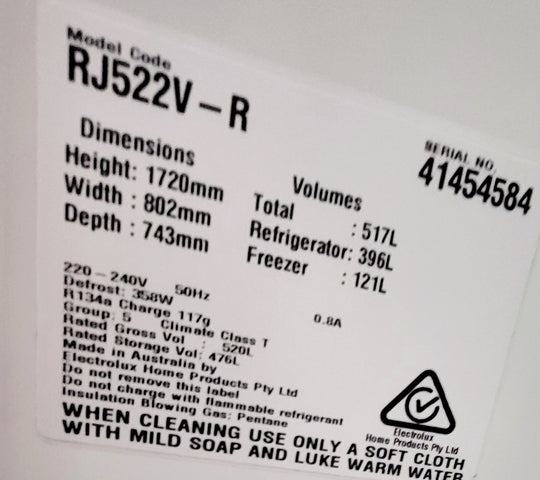 Model Code
RJ522V-R
SERIAL NO.
41454584
Dimensions
Height: 1720mm
Width : 802mm
Depth : 743mm
Volumes
Total : 517L
Refrigerator: 396L
Freezer : 121L
220-240V 50Hz 0.8A
Defrost: 358W
R134a Charge 117g
Group: 5 Climate Class T
Rated Gross Vol : 520L
Rated Storage Vol: 476L
Made in Australia by
Electrolux Home Products Pty Ltd
Do not remove this label
Do not charge with flammable refrigerant
Insulation Blowing Gas: Pentane
Electrolux
Home Products Pty Ltd
WHEN CLEANING USE ONLY A SOFT CLOTH
WITH MILD SOAP AND LUKE WARM WATER